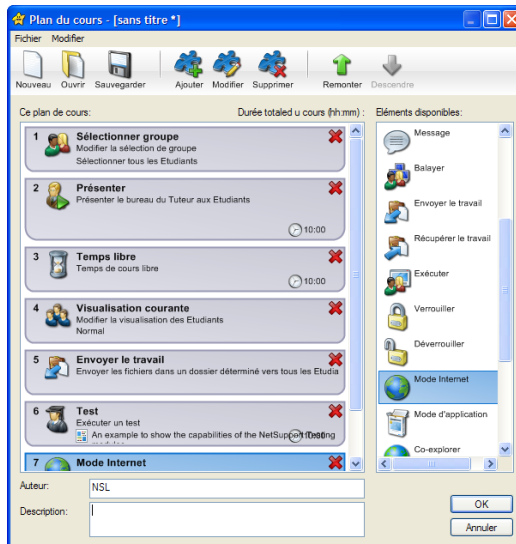 Plan du cours - [sans titre *]
Fichier Modifier
Nouveau Ouvrir Sauvegarder Ajouter Modifier Supprimer Remonter Descendre
Ce plan de cours: Durée totaled u cours (hh:mm) : Eléments disponibles:
1 Sélectionner groupe
Modifier la sélection de groupe
Sélectionner tous les Etudiants
2 Présenter
Présenter le bureau du Tuteur aux Etudiants
10:00
3 Temps libre
Temps de cours libre
10:00
4 Visualisation courante
Modifier la visualisation des Etudiants
Normal
5 Envoyer le travail
Envoyer les fichiers dans un dossier déterminé vers tous les Etudia
6 Test
Exécuter un test
An example to show the capabilities of the NetSupport Testing
7 Mode Internet
Message
Balayer
Envoyer le travail
Récupérer le travail
Exécuter
Verrouiller
Déverrouiller
Mode Internet
Mode d'application
Co-explorer
Auteur: NSL
Description:
OK
Annuler